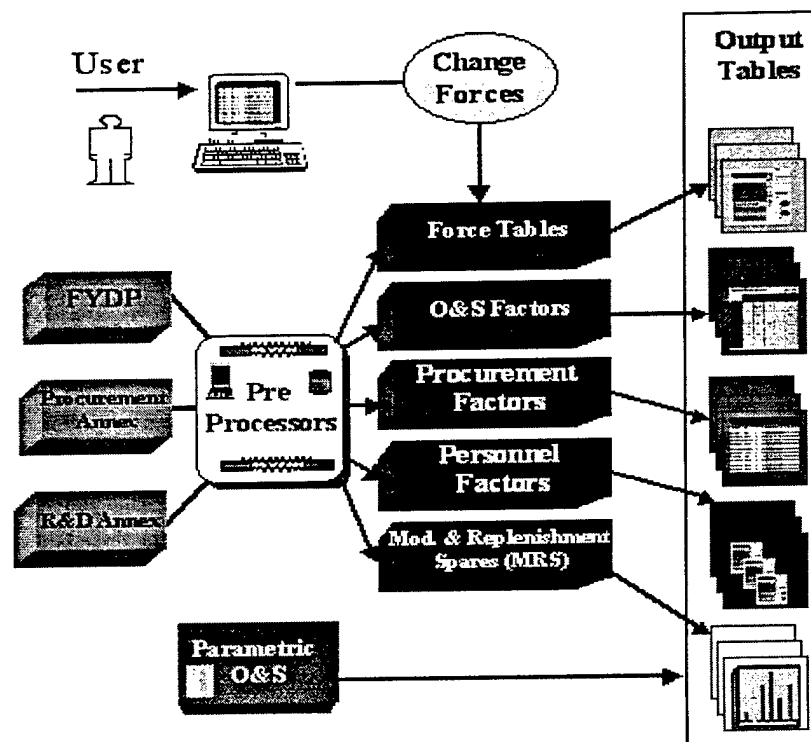 User
Change
Forces
Output
Tables
Force Tables
FYDP
O&S Factors
Procurement
Annex
Pre
Processors
Procurement
Factors
Personnel
Factors
R&D Annex
Mod. & Replenishment
Spares (MRS)
Parametric
O&S